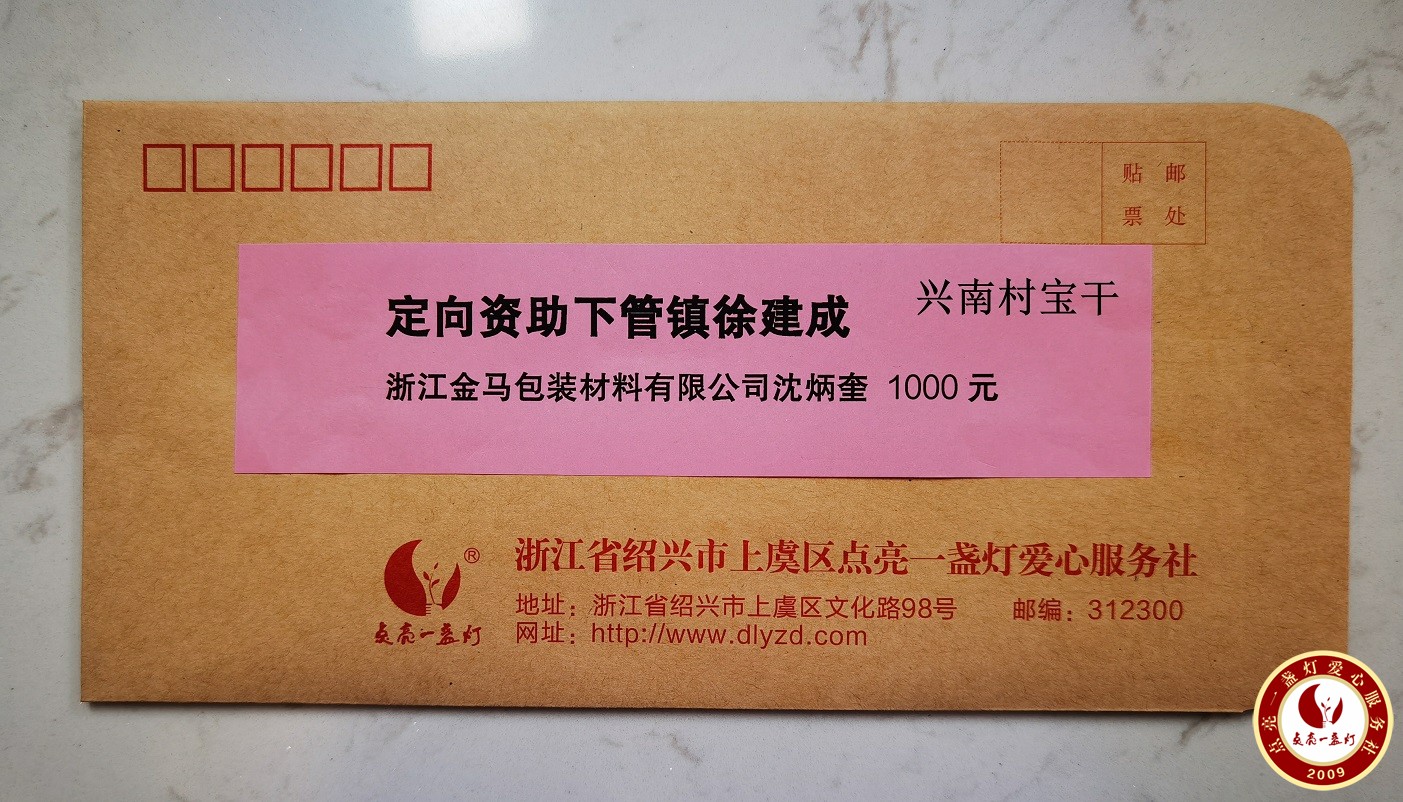 贴 邮
票 处
定向资助下管镇徐建成 兴南村宝干
浙江金马包装材料有限公司沈炳奎 1000 元
®
点亮一盏灯
浙江省绍兴市上虞区点亮一盏灯爱心服务社
地址：浙江省绍兴市上虞区文化路98号 邮编：312300
网址：http://www.dlyzd.com
点亮一盏灯爱心服务社
点亮一盏灯
2009